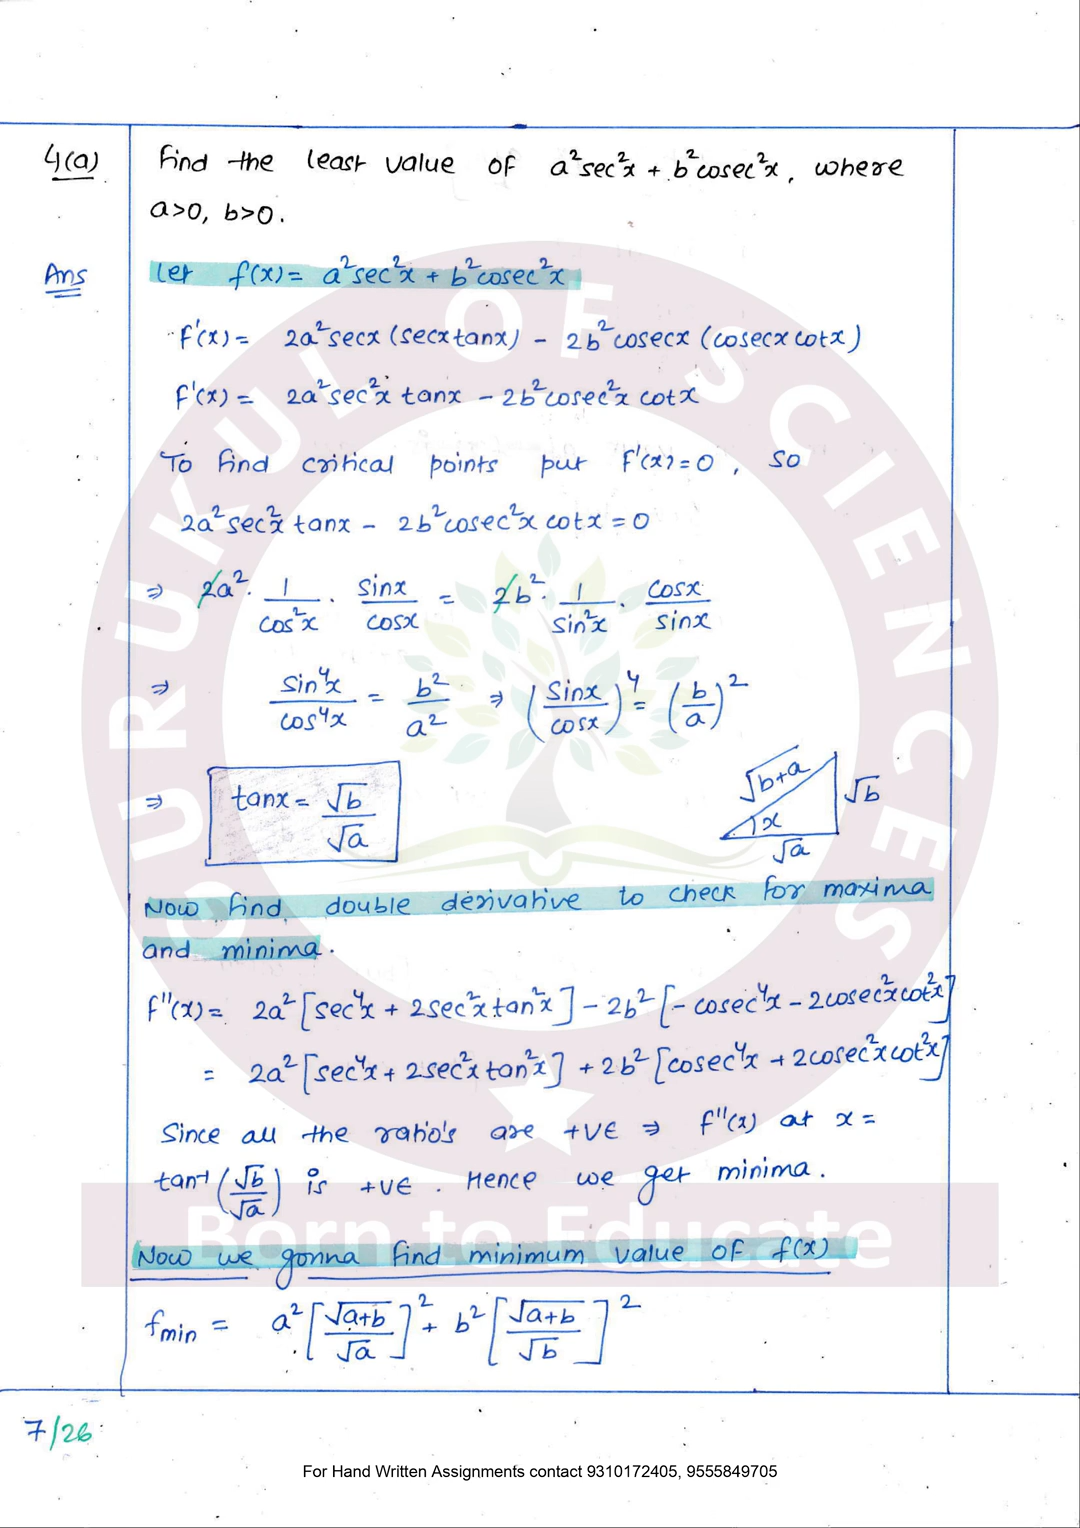 4(a) Find the least value of a²sec²x + b²cosec²x, where
a>0, b>0.
Ans Let f(x) = a²sec²x + b²cosec²x
f'(x) = 2a²secx (secx tanx) - 2b²cosecx (cosecx cotx)
f'(x) = 2a²sec²x tanx - 2b²cosec²x cotx
To find critical points put f'(x)=0, so
2a²sec²x tanx - 2b²cosec²x cotx = 0
⇒ 2a² · 1/cos²x · sinx/cosx = 2b² · 1/sin²x · cosx/sinx
⇒ sin⁴x/cos⁴x = b²/a² ⇒ (sinx/cosx)⁴ = (b/a)²
⇒ tanx = √b/√a
√b+a √b x √a
Now find double derivative to check for maxima
and minima.
f''(x) = 2a²[sec⁴x + 2sec²x tan²x] - 2b²[-cosec⁴x - 2cosec²x cot²x]
= 2a²[sec⁴x + 2sec²x tan²x] + 2b²[cosec⁴x + 2cosec²x cot²x]
Since all the ratio's are +ve ⇒ f''(x) at x =
tan⁻¹(√b/√a) is +ve. Hence we get minima.
Now we gonna find minimum value of f(x)
fmin = a²[√a+b/√a]² + b²[√a+b/√b]²
7/26
GURUKUL OF SCIENCES
Born to Educate
For Hand Written Assignments contact 9310172405, 9555849705